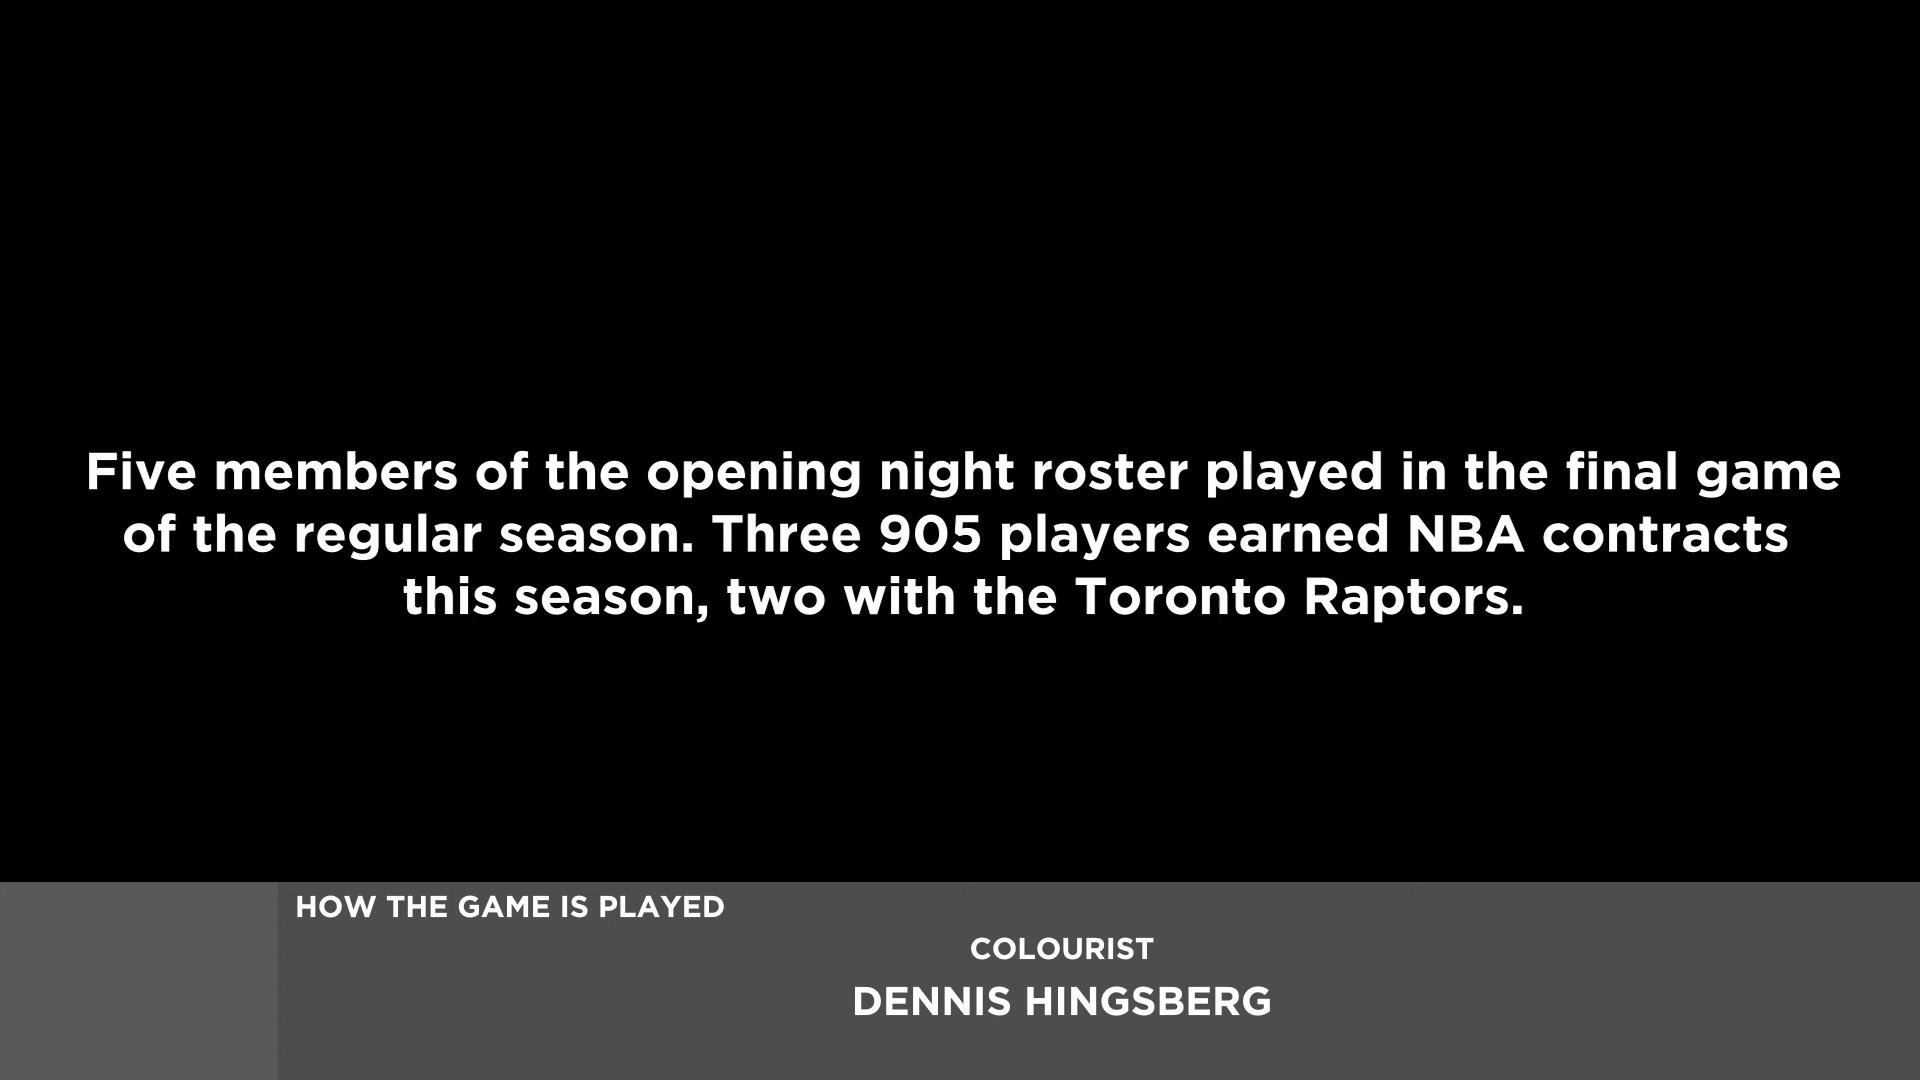 Five members of the opening night roster played in the final game
of the regular season. Three 905 players earned NBA contracts
this season, two with the Toronto Raptors.
HOW THE GAME IS PLAYED
COLOURIST
DENNIS HINGSBERG